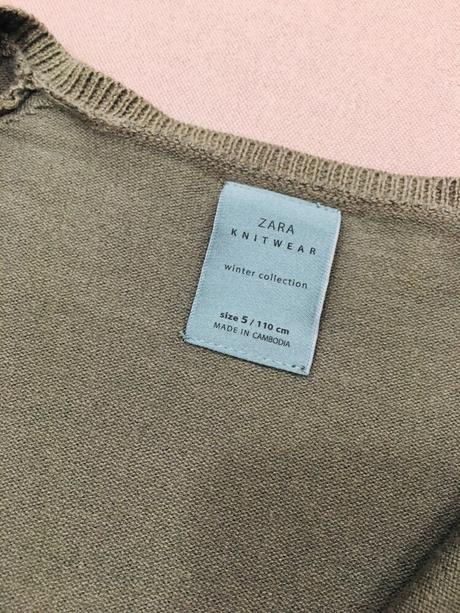 ZARA
KNITWEAR
winter collection
size 5 / 110 cm
MADE IN CAMBODIA